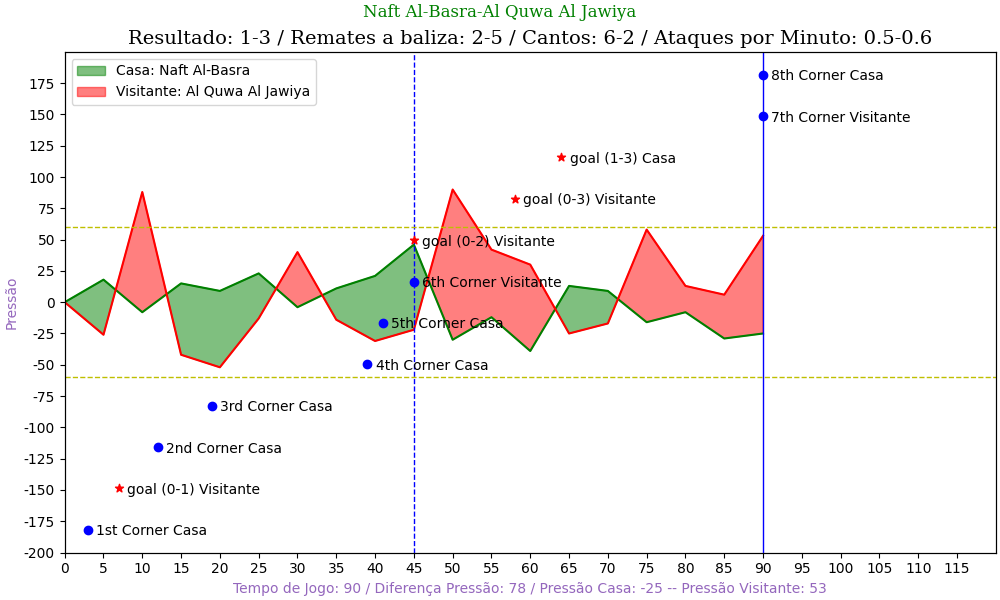 Naft Al-Basra-Al Quwa Al Jawiya
Resultado: 1-3 / Remates a baliza: 2-5 / Cantos: 6-2 / Ataques por Minuto: 0.5-0.6
Casa: Naft Al-Basra
Visitante: Al Quwa Al Jawiya
8th Corner Casa
7th Corner Visitante
goal (1-3) Casa
goal (0-3) Visitante
goal (0-2) Visitante
6th Corner Visitante
5th Corner Casa
4th Corner Casa
3rd Corner Casa
2nd Corner Casa
goal (0-1) Visitante
1st Corner Casa
Pressão
175
150
125
100
75
50
25
0
-25
-50
-75
-100
-125
-150
-175
-200
0 5 10 15 20 25 30 35 40 45 50 55 60 65 70 75 80 85 90 95 100 105 110 115
Tempo de Jogo: 90 / Diferença Pressão: 78 / Pressão Casa: -25 -- Pressão Visitante: 53